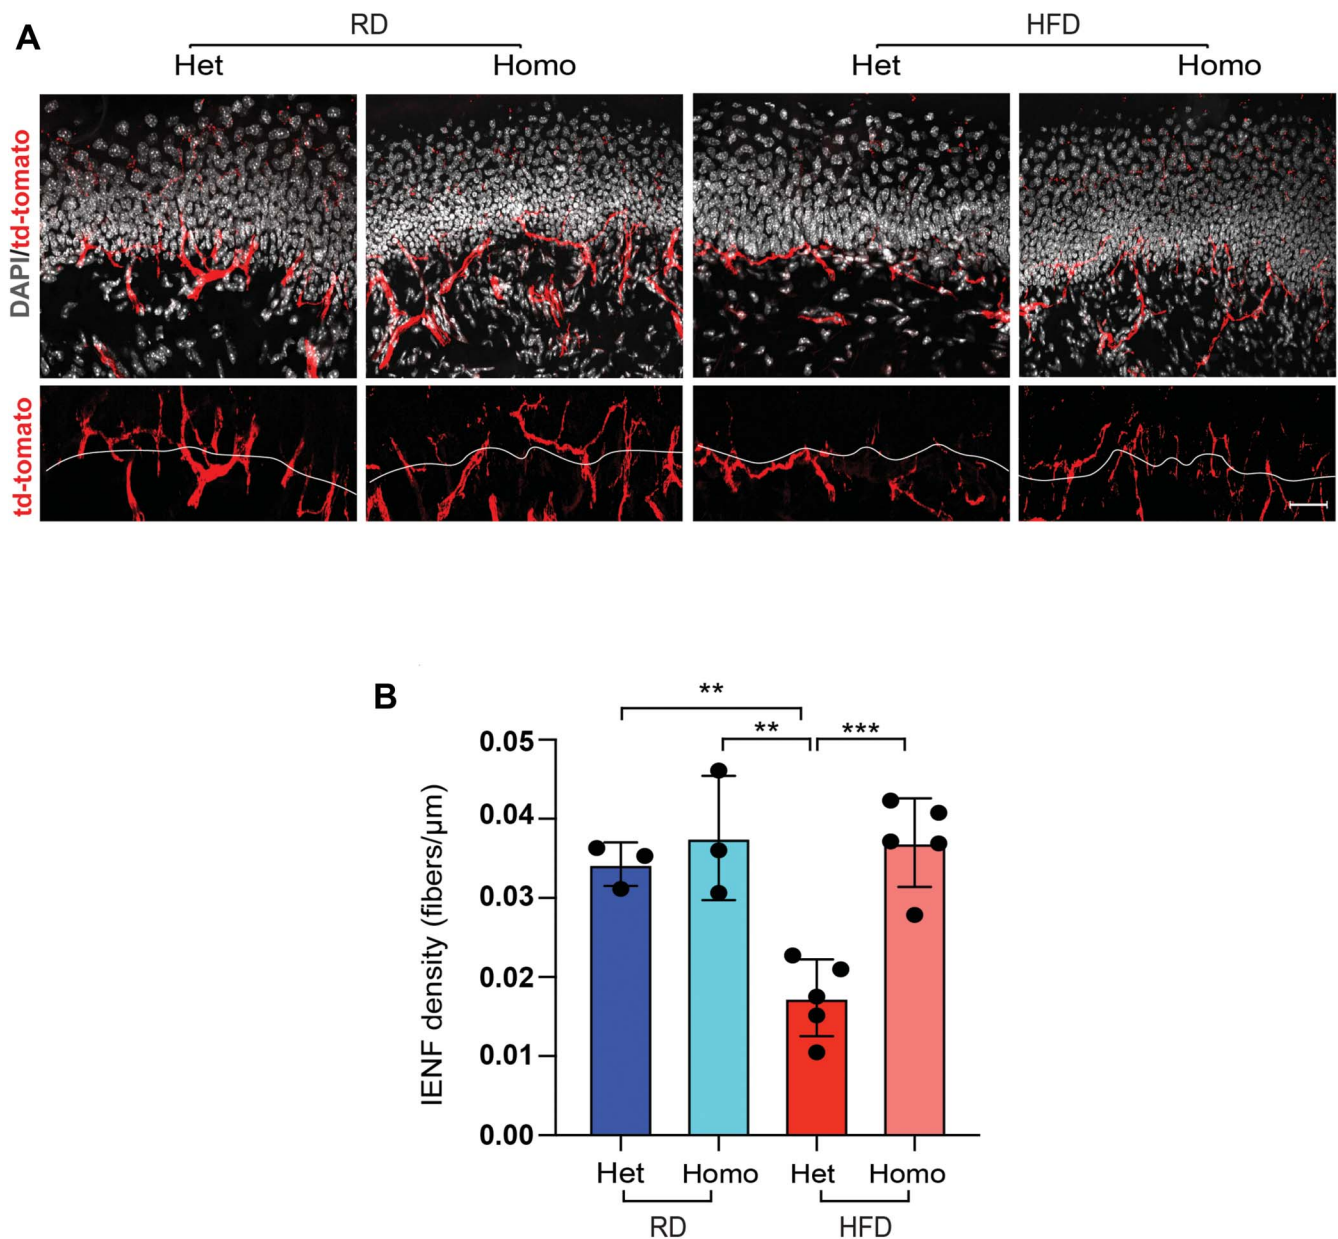 A
RD
HFD
Het
Homo
Het
Homo
DAPI/td-tomato
td-tomato
B
**
**
***
IENF density (fibers/µm)
0.05
0.04
0.03
0.02
0.01
0.00
Het
Homo
Het
Homo
RD
HFD